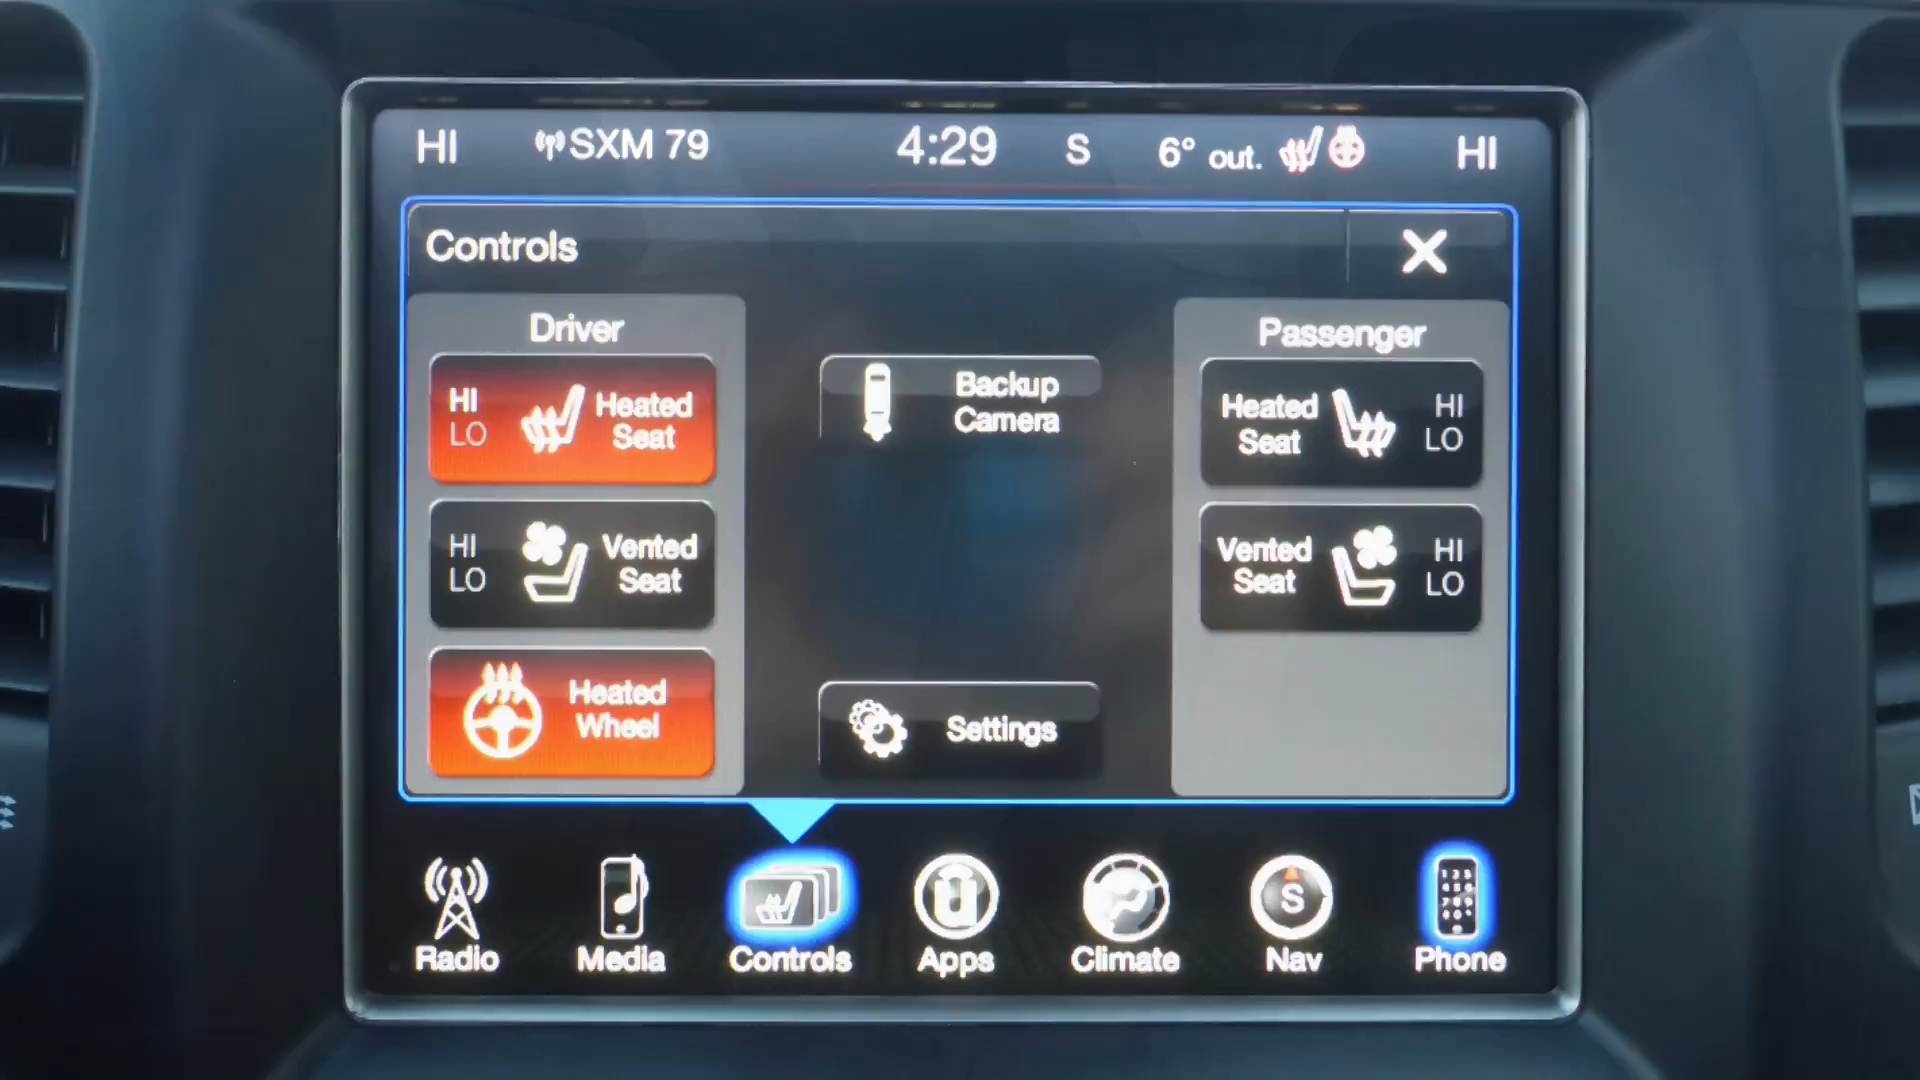 HI SXM 79 4:29 S 6° out. HI
Controls
Driver
HI
LO
Heated
Seat
HI
LO
Vented
Seat
Heated
Wheel
Backup
Camera
Settings
Passenger
Heated
Seat
HI
LO
Vented
Seat
HI
LO
S
Radio Media Controls Apps Climate Nav Phone